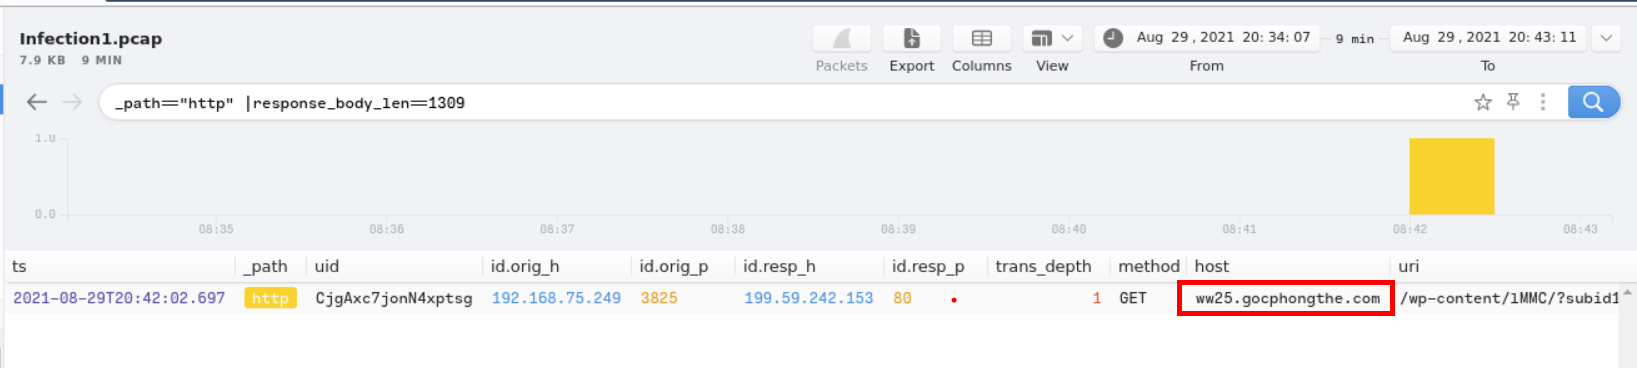 Infection1.pcap
7.9 KB 9 MIN
Packets Export Columns View
Aug 29 , 2021 20: 34: 07 9 min Aug 29 , 2021 20: 43: 11
From To
_path=="http" |response_body_len==1309
1.0
0.0
08:35 08:36 08:37 08:38 08:39 08:40 08:41 08:42 08:43
ts _path uid id.orig_h id.orig_p id.resp_h id.resp_p trans_depth method host uri
2021-08-29T20:42:02.697 http CjgAxc7jonN4xptsg 192.168.75.249 3825 199.59.242.153 80 1 GET ww25.gocphongthe.com /wp-content/lMMC/?subid1